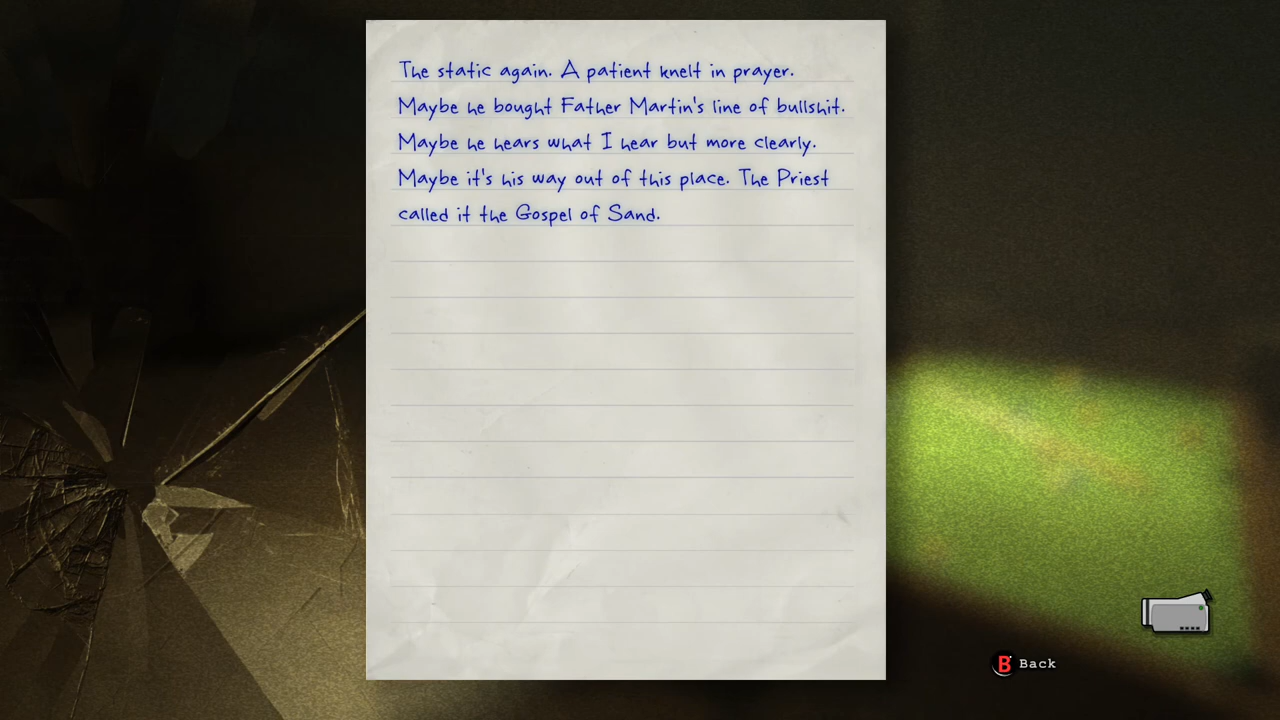 The static again. A patient knelt in prayer.
Maybe he bought Father Martin's line of bullshit.
Maybe he hears what I hear but more clearly.
Maybe it's his way out of this place. The Priest
called it the Gospel of Sand.
B Back